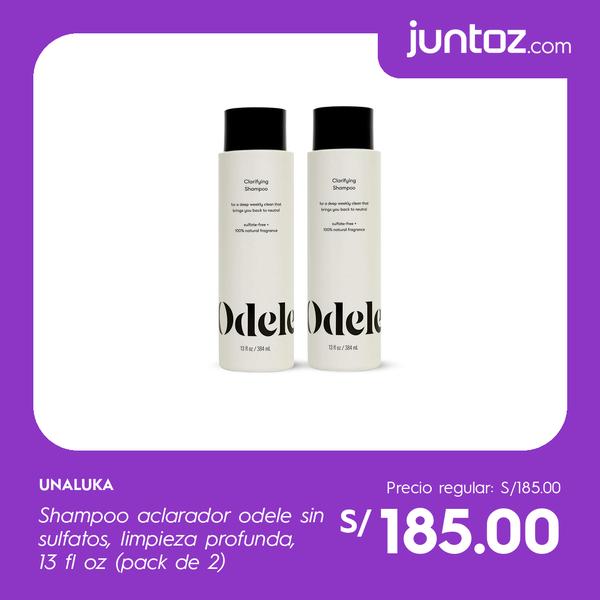 juntoz.com
Clarifying
Shampoo
for a deep weekly clean that
brings you back to neutral
sulfate-free +
100% natural fragrance
Odele
13 fl oz / 384 mL
Clarifying
Shampoo
for a deep weekly clean that
brings you back to neutral
sulfate-free +
100% natural fragrance
Odele
13 fl oz / 384 mL
UNALUKA
Shampoo aclarador odele sin
sulfatos, limpieza profunda,
13 fl oz (pack de 2)
Precio regular: S/185.00
S/ 185.00